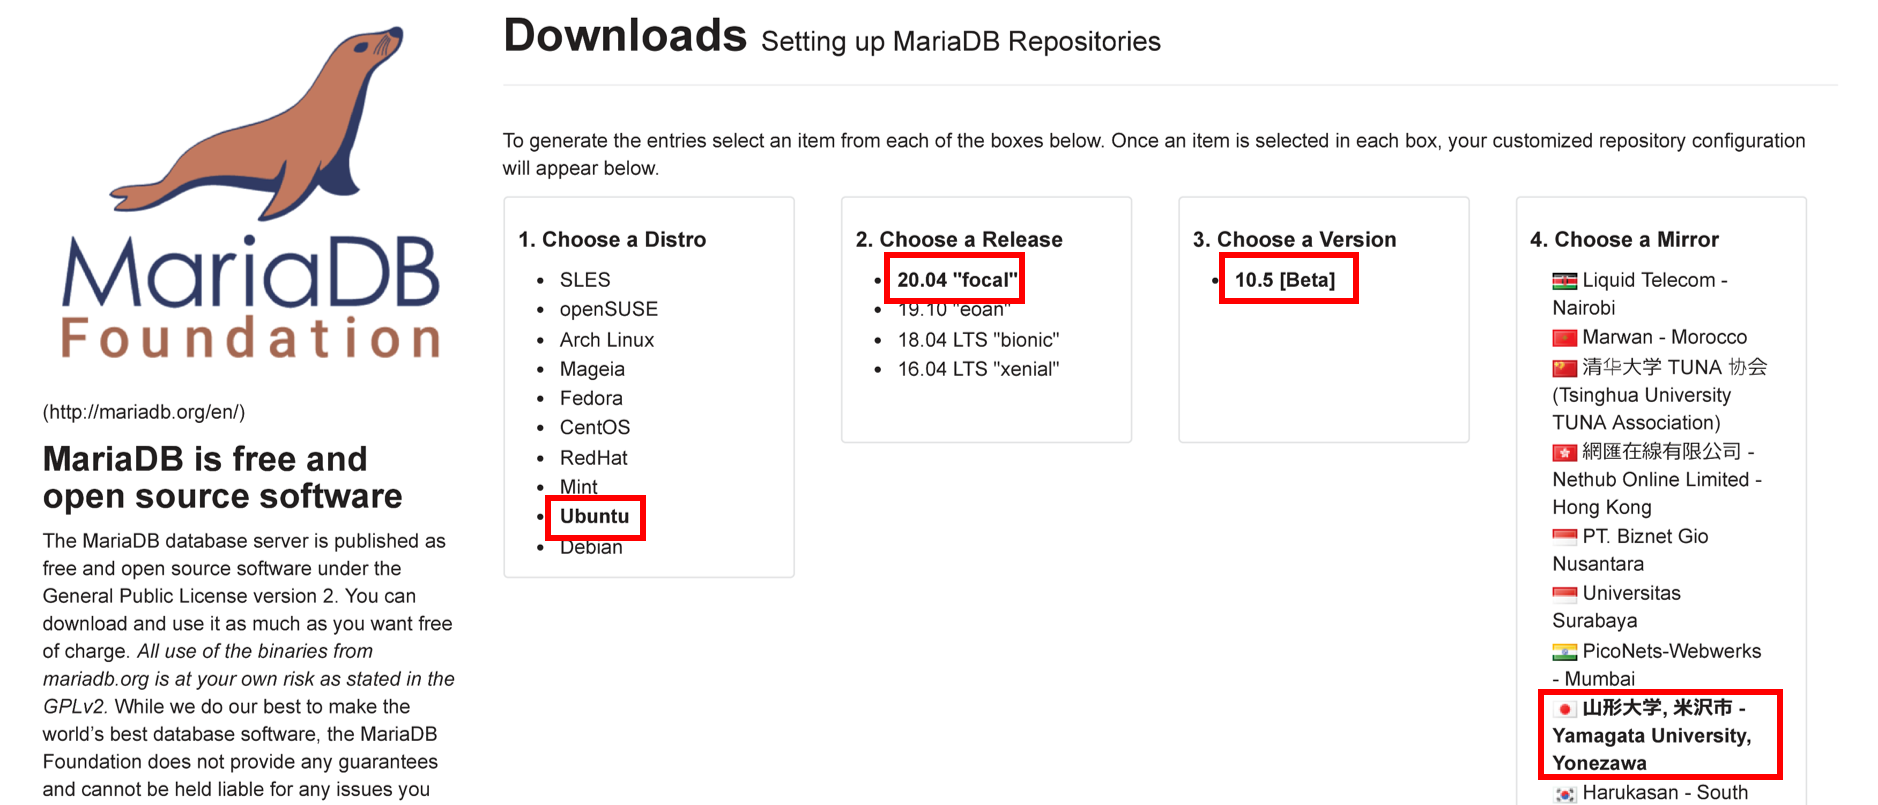 MariaDB
Foundation
(http://mariadb.org/en/)
MariaDB is free and
open source software
The MariaDB database server is published as
free and open source software under the
General Public License version 2. You can
download and use it as much as you want free
of charge. All use of the binaries from
mariadb.org is at your own risk as stated in the
GPLv2. While we do our best to make the
world's best database software, the MariaDB
Foundation does not provide any guarantees
and cannot be held liable for any issues you
Downloads Setting up MariaDB Repositories
To generate the entries select an item from each of the boxes below. Once an item is selected in each box, your customized repository configuration
will appear below.
1. Choose a Distro
SLES
openSUSE
Arch Linux
Mageia
Fedora
CentOS
RedHat
Mint
Ubuntu
Debian
2. Choose a Release
20.04 "focal"
19.10 "eoan"
18.04 LTS "bionic"
16.04 LTS "xenial"
3. Choose a Version
10.5 [Beta]
4. Choose a Mirror
Liquid Telecom -
Nairobi
Marwan - Morocco
清华大学 TUNA 协会
(Tsinghua University
TUNA Association)
網匯在線有限公司 -
Nethub Online Limited -
Hong Kong
PT. Biznet Gio
Nusantara
Universitas
Surabaya
PicoNets-Webwerks
- Mumbai
山形大学, 米沢市 -
Yamagata University,
Yonezawa
Harukasan - South